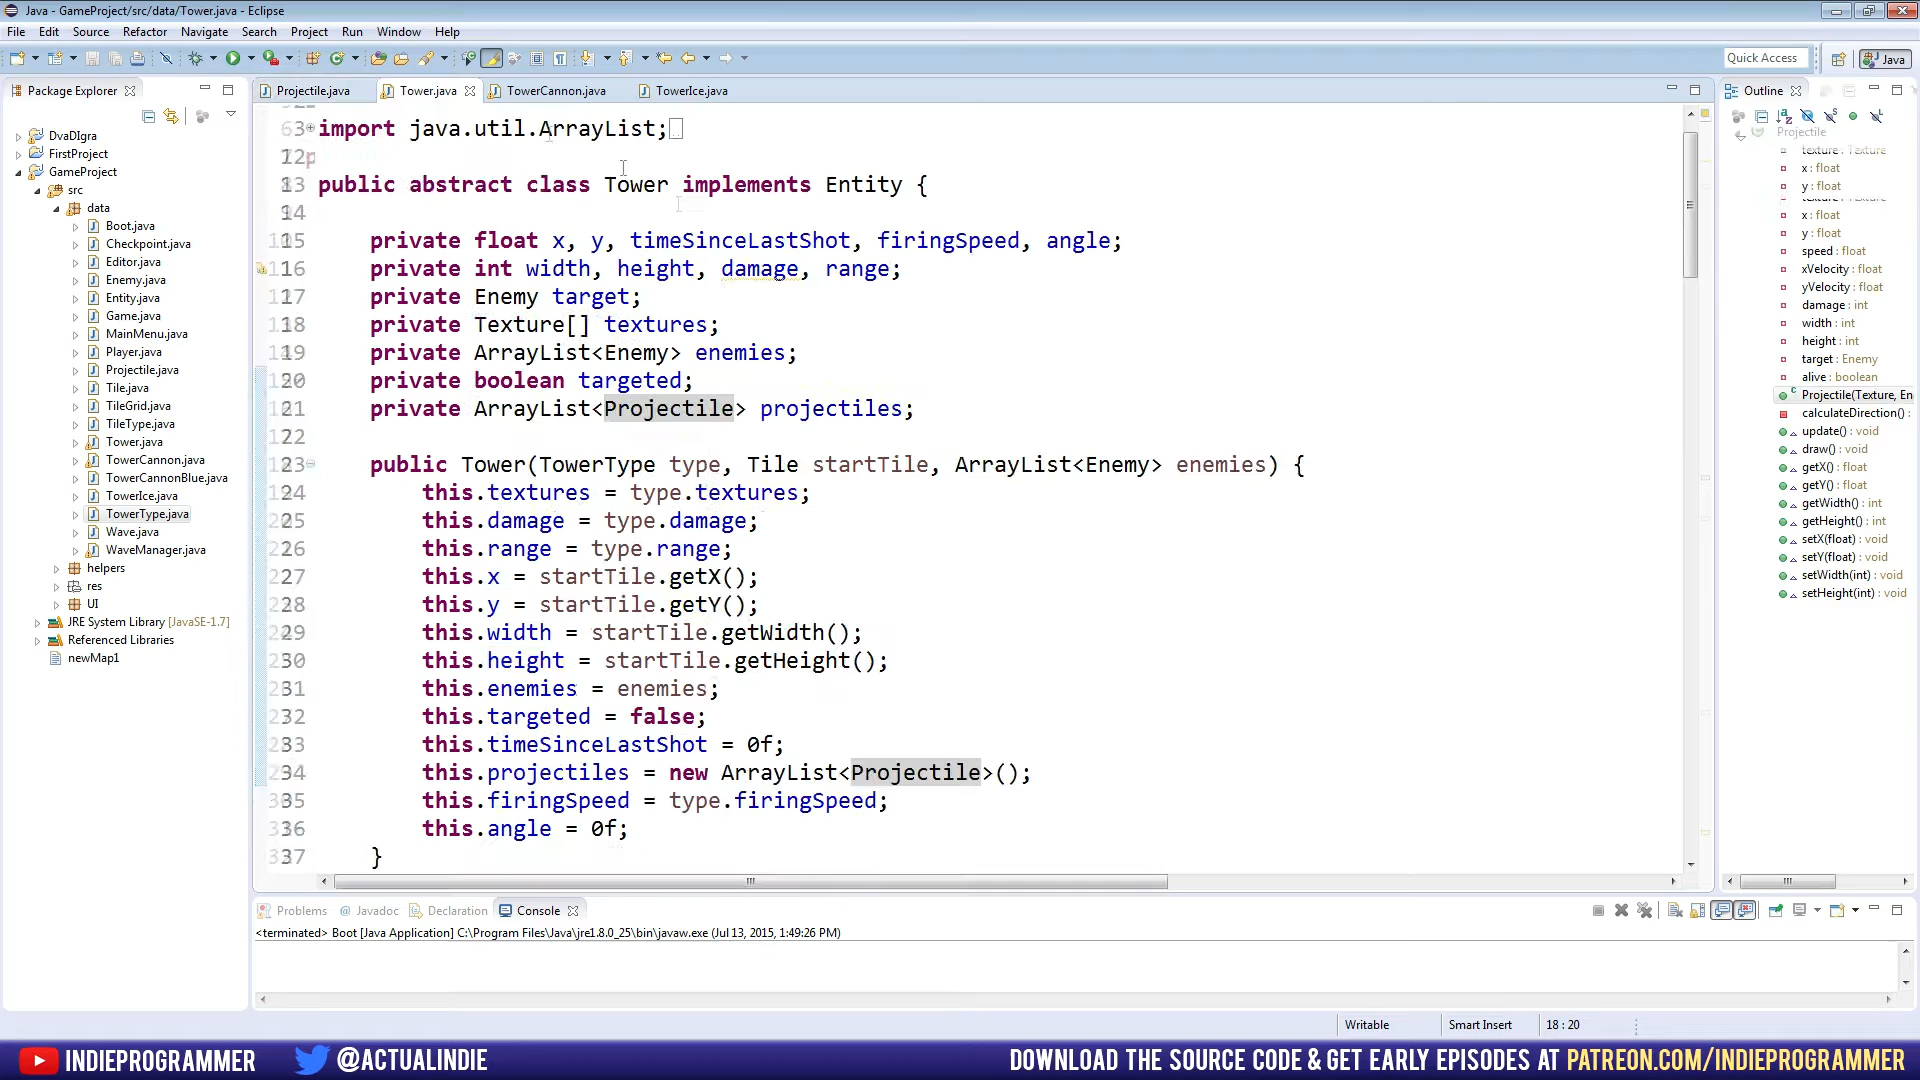 Java - GameProject/src/data/Tower.java - Eclipse
File Edit Source Refactor Navigate Search Project Run Window Help
Quick Access
Java
Package Explorer
DvaDIgra
FirstProject
GameProject
src
data
Boot.java
Checkpoint.java
Editor.java
Enemy.java
Entity.java
Game.java
MainMenu.java
Player.java
Projectile.java
Tile.java
TileGrid.java
TileType.java
Tower.java
TowerCannon.java
TowerCannonBlue.java
TowerIce.java
TowerType.java
Wave.java
WaveManager.java
helpers
res
UI
JRE System Library [JavaSE-1.7]
Referenced Libraries
newMap1
Projectile.java Tower.java TowerCannon.java TowerIce.java
import java.util.ArrayList;
public abstract class Tower implements Entity {
private float x, y, timeSinceLastShot, firingSpeed, angle;
private int width, height, damage, range;
private Enemy target;
private Texture[] textures;
private ArrayList<Enemy> enemies;
private boolean targeted;
private ArrayList<Projectile> projectiles;
public Tower(TowerType type, Tile startTile, ArrayList<Enemy> enemies) {
this.textures = type.textures;
this.damage = type.damage;
this.range = type.range;
this.x = startTile.getX();
this.y = startTile.getY();
this.width = startTile.getWidth();
this.height = startTile.getHeight();
this.enemies = enemies;
this.targeted = false;
this.timeSinceLastShot = 0f;
this.projectiles = new ArrayList<Projectile>();
this.firingSpeed = type.firingSpeed;
this.angle = 0f;
}
Outline
Projectile
texture : Texture
x : float
y : float
x : float
y : float
speed : float
xVelocity : float
yVelocity : float
damage : int
width : int
height : int
target : Enemy
alive : boolean
Projectile(Texture, En
calculateDirection() :
update() : void
draw() : void
getX() : float
getY() : float
getWidth() : int
getHeight() : int
setX(float) : void
setY(float) : void
setWidth(int) : void
setHeight(int) : void
Problems @ Javadoc Declaration Console
<terminated> Boot [Java Application] C:\Program Files\Java\jre1.8.0_25\bin\javaw.exe (Jul 13, 2015, 1:49:26 PM)
Writable Smart Insert 18 : 20
INDIEPROGRAMMER @ACTUALINDIE DOWNLOAD THE SOURCE CODE & GET EARLY EPISODES AT PATREON.COM/INDIEPROGRAMMER